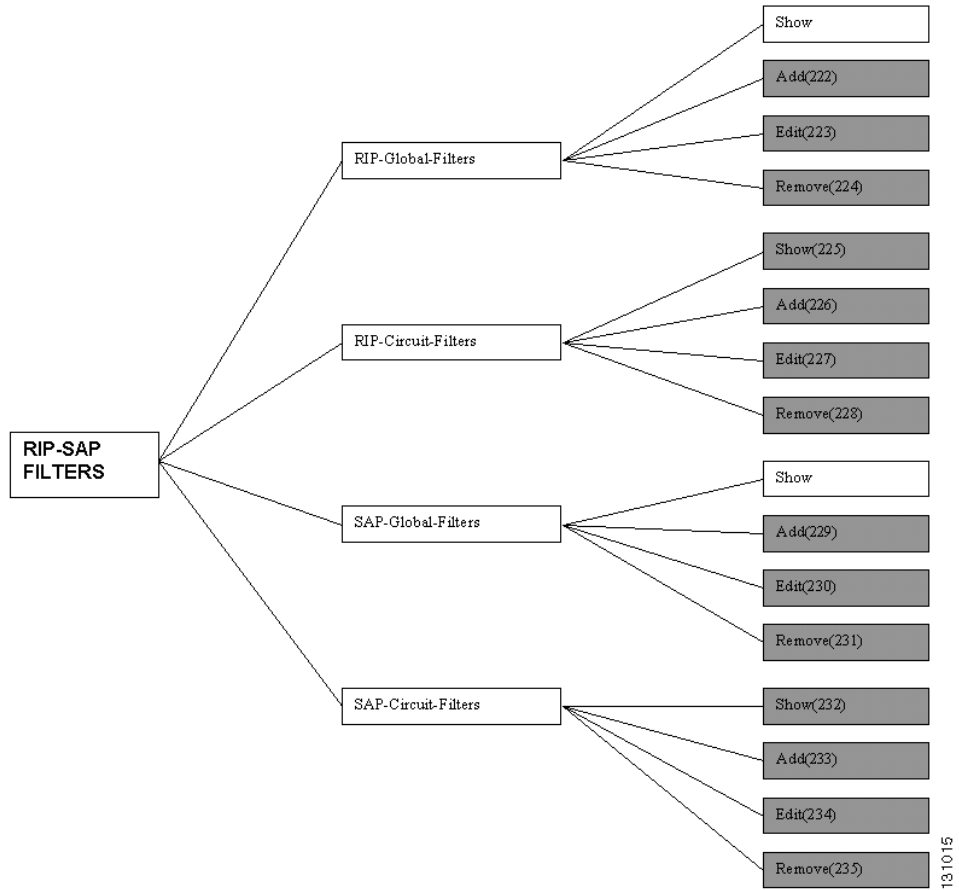 RIP-SAP
FILTERS
RIP-Global-Filters
Show
Add(222)
Edit(223)
Remove(224)
RIP-Circuit-Filters
Show(225)
Add(226)
Edit(227)
Remove(228)
SAP-Global-Filters
Show
Add(229)
Edit(230)
Remove(231)
SAP-Circuit-Filters
Show(232)
Add(233)
Edit(234)
Remove(235)
131015